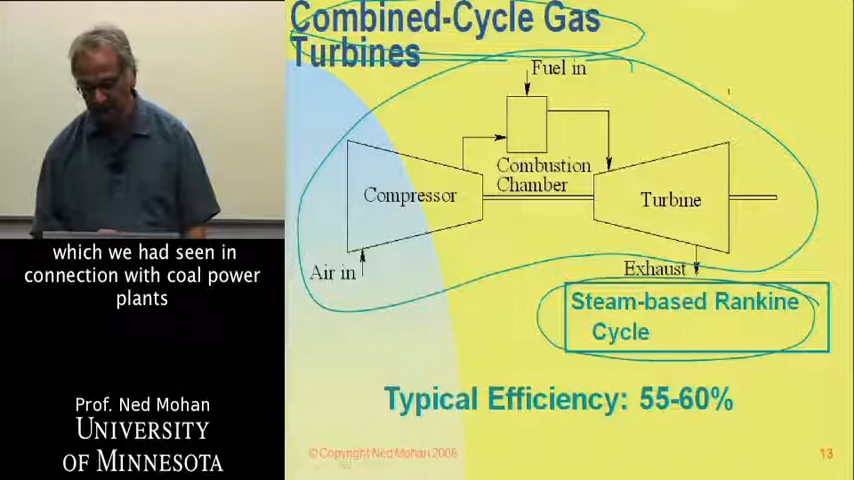 Combined-Cycle Gas
Turbines
Fuel in
Combustion
Chamber
Compressor
Turbine
Air in
Exhaust
Steam-based Rankine
Cycle
Typical Efficiency: 55-60%
© Copyright Ned Mohan 2008
13
which we had seen in
connection with coal power
plants
Prof. Ned Mohan
UNIVERSITY
OF MINNESOTA